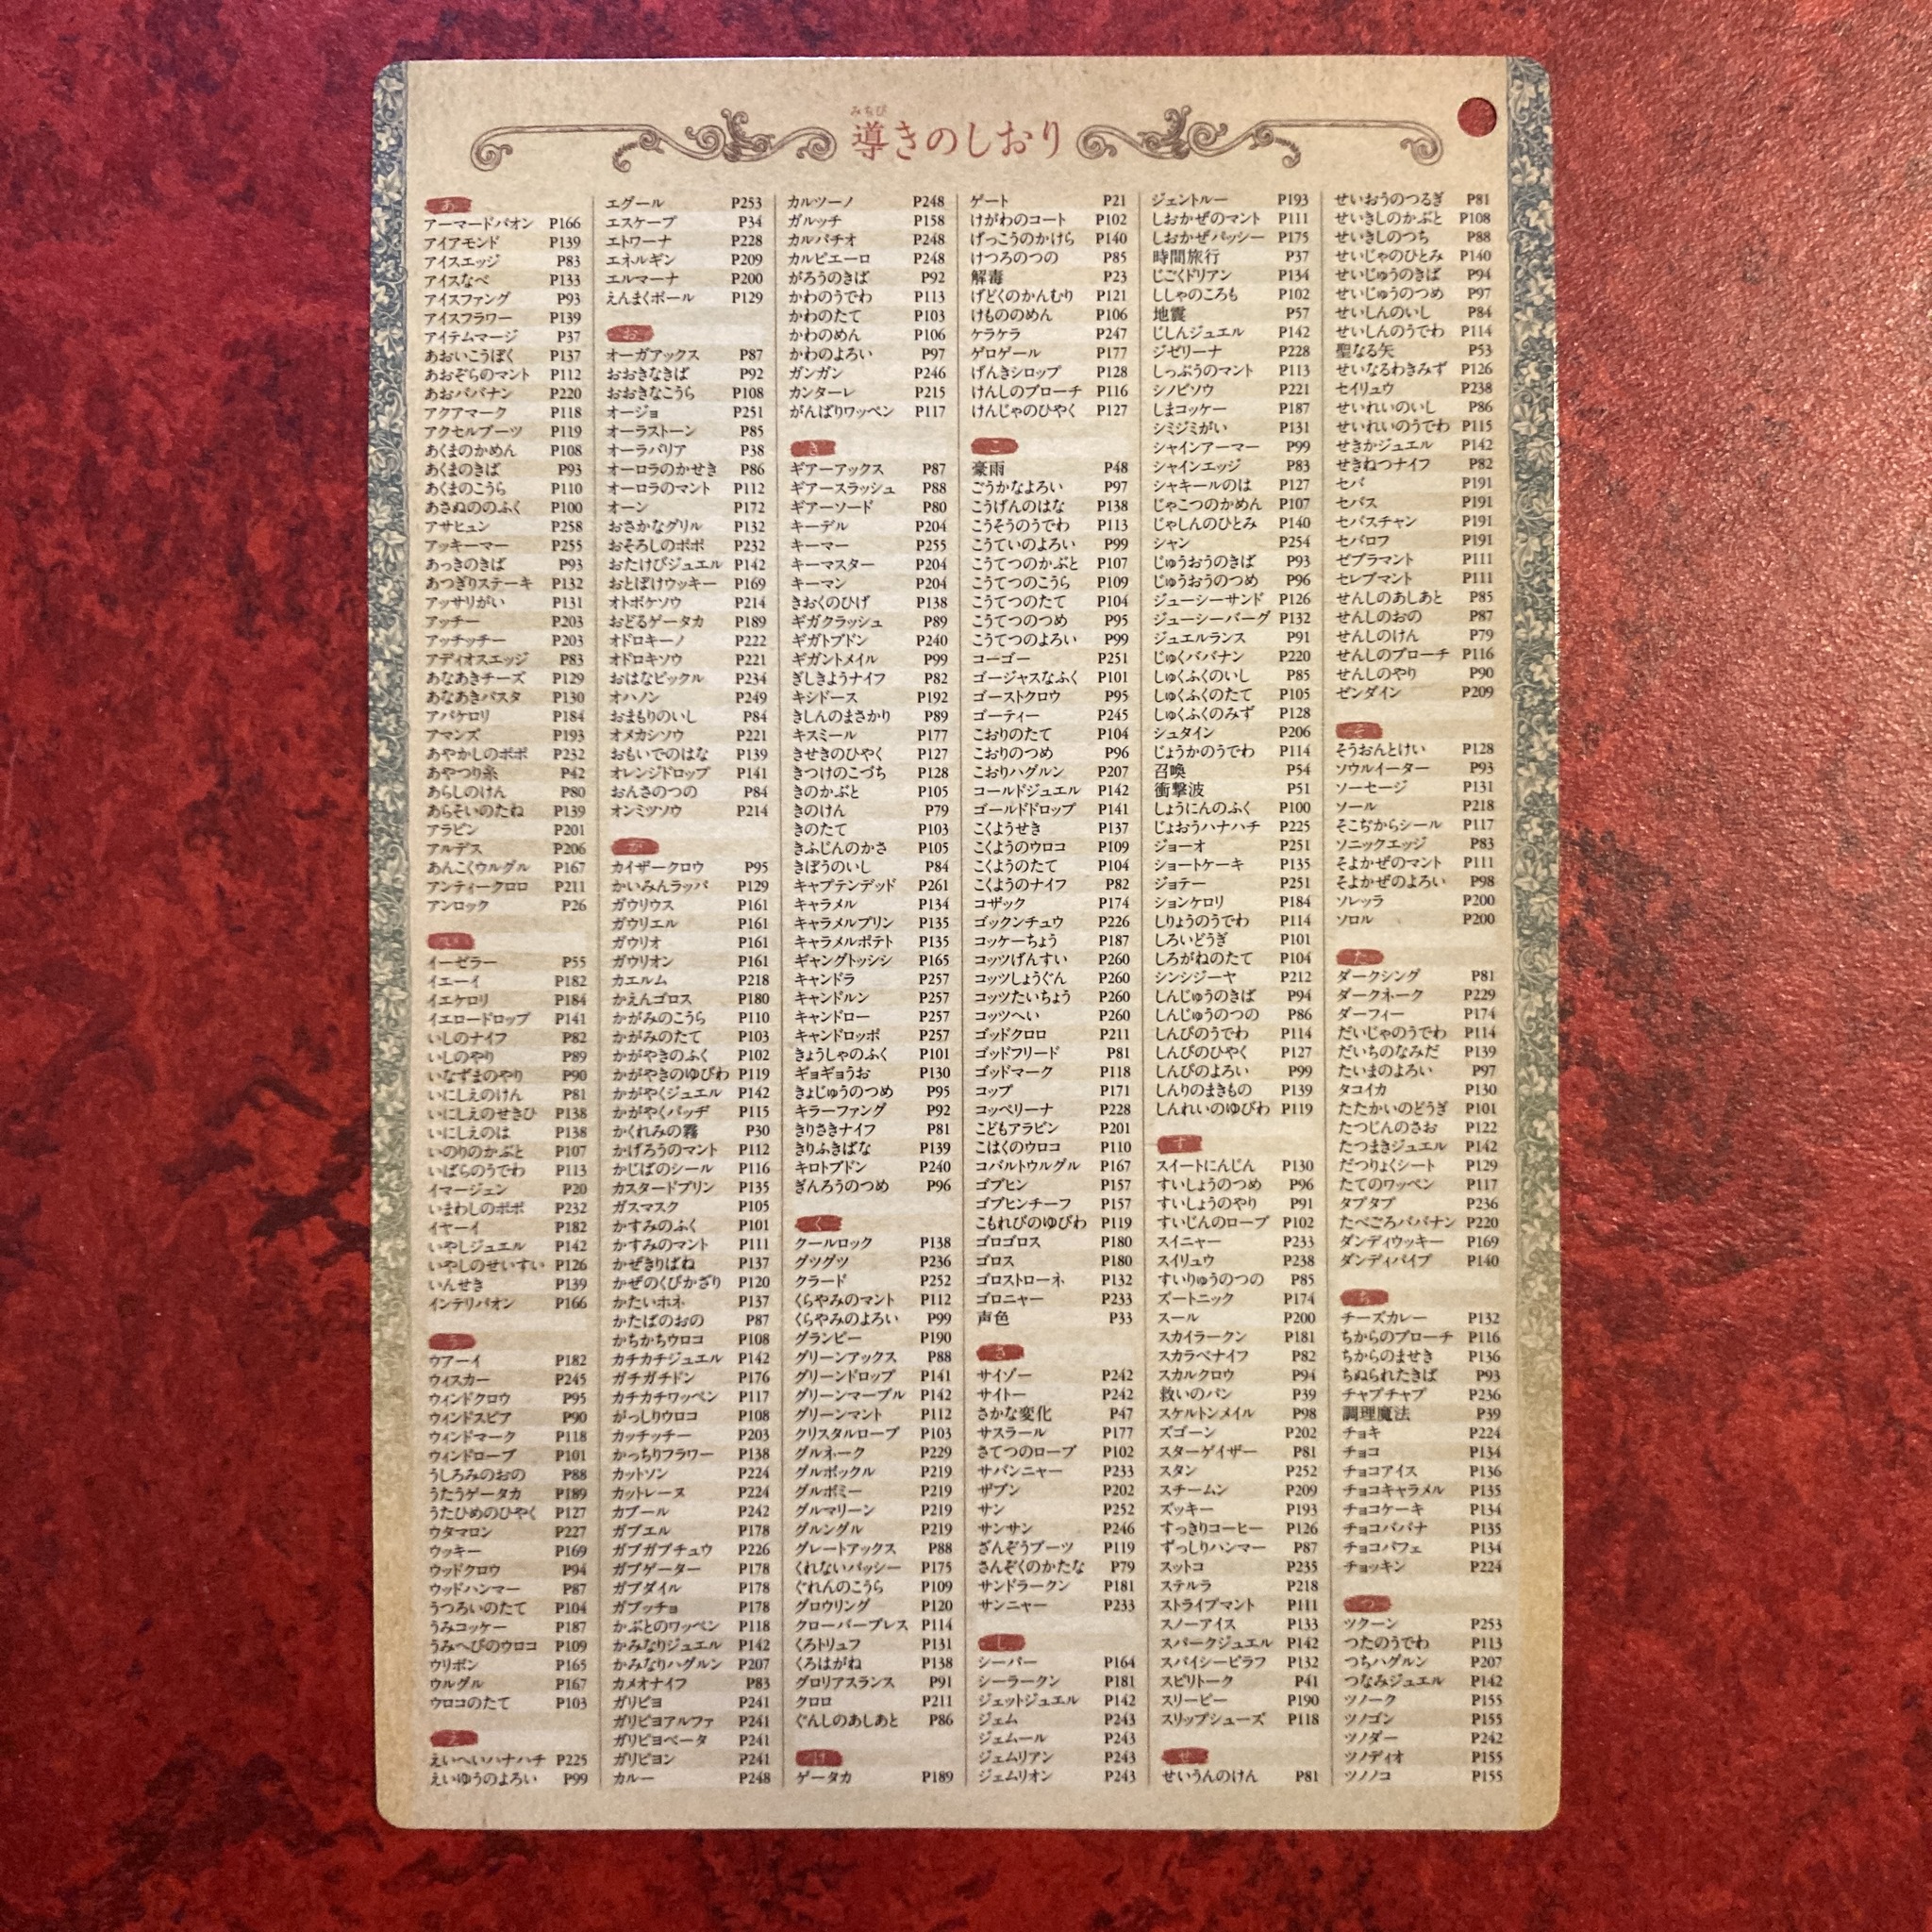 みちび
導きのしおり
あ
アーマードパオン P166
アイアモンド P139
アイスエッジ P83
アイスなべ P133
アイスファング P93
アイスフラワー P139
アイテムマージ P37
あおいこうぼく P137
あおぞらのマント P112
あおババナン P220
アクアマーク P118
アクセルブーツ P119
あくまのかめん P108
あくまのきば P93
あくまのこうら P110
あさぬののふく P100
アサヒュン P258
アッキーマー P255
あっきのきば P93
あつぎりステーキ P132
アッサリがい P131
アッチー P203
アッチッチー P203
アディオスエッジ P83
あなあきチーズ P129
あなあきパスタ P130
アバケロリ P184
アマンズ P193
あやかしのポポ P232
あやつり糸 P42
あらしのけん P80
あらそいのたね P139
アラビン P201
アルデス P206
あんこくウルグル P167
アンティークロロ P211
アンロック P26
い
イーゼラー P55
イエーイ P182
イエケロリ P184
イエロードロップ P141
いしのナイフ P82
いしのやり P89
いなずまのやり P90
いにしえのけん P81
いにしえのせきひ P138
いにしえのは P138
いのりのかぶと P107
いばらのうでわ P113
イマージェン P20
いまわしのポポ P232
イヤーイ P182
いやしジュエル P142
いやしのせいすい P126
いんせき P139
インテリパオン P166
う
ウアーイ P182
ウィスカー P245
ウィンドクロウ P95
ウィンドスピア P90
ウィンドマーク P118
ウィンドローブ P101
うしろみのおの P88
うたうゲータカ P189
うたひめのひやく P127
ウタマロン P227
ウッキー P169
ウッドクロウ P94
ウッドハンマー P87
うつろいのたて P104
うみコッケー P187
うみへびのウロコ P109
ウリボン P165
ウルグル P167
ウロコのたて P103
え
えいへいハナハチ P225
えいゆうのよろい P99
エグール P253
エスケープ P34
エトワーナ P228
エネルギン P209
エルマーナ P200
えんまくボール P129
お
オーガアックス P87
おおきなきば P92
おおきなこうら P108
オージョ P251
オーラストーン P85
オーラバリア P38
オーロラのかせき P86
オーロラのマント P112
オーン P172
おさかなグリル P132
おそろしのポポ P232
おたけびジュエル P142
おとぼけウッキー P169
オトボケソウ P214
おどるゲータカ P189
オドロキーノ P222
オドロキソウ P221
おはなピックル P234
オハノン P249
おまもりのいし P84
オメカシソウ P221
おもいでのはな P139
オレンジドロップ P141
おんさのつの P84
オンミツソウ P214
か
カイザークロウ P95
かいみんラッパ P129
ガウリウス P161
ガウリエル P161
ガウリオ P161
ガウリオン P161
カエルム P218
かえんゴロス P180
かがみのこうら P110
かがみのたて P103
かがやきのふく P102
かがやきのゆびわ P119
かがやくジュエル P142
かがやくバッヂ P115
かくれみの霧 P30
かげろうのマント P112
かじばのシール P116
カスタードプリン P135
ガスマスク P105
かすみのふく P101
かすみのマント P111
かぜきりばね P137
かぜのくびかざり P120
かたいホネ P137
かたばのおの P87
かちかちウロコ P108
カチカチジュエル P142
ガチガチドン P176
カチカチワッペン P117
がっしりウロコ P108
カッチッチー P203
かっちりフラワー P138
カットソン P224
カットレーヌ P224
カブール P242
ガブエル P178
ガブガブチュウ P226
ガブゲーター P178
ガブダイル P178
ガブッチョ P178
かぶとのワッペン P118
かみなりジュエル P142
かみなりハグルン P207
カメオナイフ P83
ガリピヨ P241
ガリピヨアルファ P241
ガリピヨベータ P241
ガリピヨン P241
カルー P248
カルツーノ P248
ガルッチ P158
カルパチオ P248
カルピエーロ P248
がろうのきば P92
かわのうでわ P113
かわのたて P103
かわのめん P106
かわのよろい P97
ガンガン P246
カンターレ P215
がんばりワッペン P117
き
ギアーアックス P87
ギアースラッシュ P88
ギアーソード P80
キーデル P204
キーマー P255
キーマスター P204
キーマン P204
きおくのひげ P138
ギガクラッシュ P89
ギガトプドン P240
ギガントメイル P99
ぎしきようナイフ P82
キシドース P192
きしんのまさかり P89
キスミール P177
きせきのひやく P127
きつけのこづち P128
きのかぶと P105
きのけん P79
きのたて P103
きふじんのかさ P105
きぼうのいし P84
キャプテンデッド P261
キャラメル P134
キャラメルプリン P135
キャラメルポテト P135
ギャングトッシシ P165
キャンドラ P257
キャンドルン P257
キャンドロー P257
キャンドロッポ P257
きょうしゃのふく P101
ギョギョうお P130
きょじゅうのつめ P95
キラーファング P92
きりさきナイフ P81
きりふきばな P139
キロトプドン P240
ぎんろうのつめ P96
く
クールロック P138
グツグツ P236
クラード P252
くらやみのマント P112
くらやみのよろい P99
グランピー P190
グリーンアックス P88
グリーンドロップ P141
グリーンマーブル P142
グリーンマント P112
クリスタルローブ P103
グルネーク P229
グルポックル P219
グルポミー P219
グルマリーン P219
グルングル P219
グレートアックス P88
くれないパッシー P175
ぐれんのこうら P109
グロウリング P120
クローバーブレス P114
くろトリュフ P131
くろはがね P138
グロリアスランス P91
クロロ P211
ぐんしのあしあと P86
け
ゲータカ P189
ゲート P21
けがわのコート P102
げっこうのかけら P140
けつろのつの P85
解毒 P23
げどくのかんむり P121
けもののめん P106
ケラケラ P247
ゲロゲール P177
げんきシロップ P128
けんしのブローチ P116
けんじゃのひやく P127
こ
豪雨 P48
ごうかなよろい P97
こうげんのはな P138
こうそうのうでわ P113
こうていのよろい P99
こうてつのかぶと P107
こうてつのこうら P109
こうてつのたて P104
こうてつのつめ P95
こうてつのよろい P99
コーゴー P251
ゴージャスなふく P101
ゴーストクロウ P95
ゴーティー P245
こおりのたて P104
こおりのつめ P96
こおりハグルン P207
コールドジュエル P142
ゴールドドロップ P141
こくようせき P137
こくようのウロコ P109
こくようのたて P104
こくようのナイフ P82
コザック P174
ゴックンチュウ P226
コッケーちょう P187
コッツげんすい P260
コッツしょうぐん P260
コッツたいちょう P260
コッツへい P260
ゴッドクロロ P211
ゴッドフリード P81
ゴッドマーク P118
コップ P171
コッペリーナ P228
こどもアラビン P201
こはくのウロコ P110
コバルトウルグル P167
ゴブヒン P157
ゴブヒンチーフ P157
こもれびのゆびわ P119
ゴロゴロス P180
ゴロス P180
ゴロストローネ P132
ゴロニャー P233
声色 P33
さ
サイゾー P242
サイトー P242
さかな変化 P47
サスラール P177
さてつのローブ P102
サバンニャー P233
ザブン P202
サン P252
サンサン P246
ざんぞうブーツ P119
さんぞくのかたな P79
サンドラークン P181
サンニャー P233
し
シーパー P164
シーラークン P181
ジェットジュエル P142
ジェム P243
ジェムール P243
ジェムリアン P243
ジェムリオン P243
ジェントルー P193
しおかぜのマント P111
しおかぜパッシー P175
時間旅行 P37
じごくドリアン P134
ししゃのころも P102
地震 P57
じしんジュエル P142
ジゼリーナ P228
しっぷうのマント P113
シノビソウ P221
しまコッケー P187
シミジミがい P131
シャインアーマー P99
シャインエッジ P83
シャキールのは P127
じゃこつのかめん P107
じゃしんのひとみ P140
シャン P254
じゅうおうのきば P93
じゅうおうのつめ P96
ジューシーサンド P126
ジューシーバーグ P132
ジュエルランス P91
じゅくババナン P220
しゅくふくのいし P85
しゅくふくのたて P105
しゅくふくのみず P128
シュタイン P206
じょうかのうでわ P114
召喚 P54
衝撃波 P51
しょうにんのふく P100
じょおうハナハチ P225
ジョーオ P251
ショートケーキ P135
ジョテー P251
ションケロリ P184
しりょうのうでわ P114
しろいどうぎ P101
しろがねのたて P104
シンシジーヤ P212
しんじゅうのきば P94
しんじゅうのつの P86
しんぴのうでわ P114
しんぴのひやく P127
しんぴのよろい P99
しんりのまきもの P139
しんれいのゆびわ P119
す
スイートにんじん P130
すいしょうのつめ P96
すいしょうのやり P91
すいじんのローブ P102
スイニャー P233
スイリュウ P238
すいりゅうのつの P85
ズートニック P174
スール P200
スカイラークン P181
スカラベナイフ P82
スカルクロウ P94
救いのパン P39
スケルトンメイル P98
ズゴーン P202
スターゲイザー P81
スタン P252
スチームン P209
ズッキー P193
すっきりコーヒー P126
ずっしりハンマー P87
スットコ P235
ステルラ P218
ストライプマント P111
スノーアイス P133
スパークジュエル P142
スパイシーピラフ P132
スピリトーク P41
スリーピー P190
スリップシューズ P118
せ
せいうんのけん P81
せいおうのつるぎ P81
せいきしのかぶと P108
せいきしのつち P88
せいじゃのひとみ P140
せいじゅうのきば P94
せいじゅうのつめ P97
せいしんのいし P84
せいしんのうでわ P114
聖なる矢 P53
せいなるわきみず P126
セイリュウ P238
せいれいのいし P86
せいれいのうでわ P115
せきかジュエル P142
せきねつナイフ P82
セバ P191
セバス P191
セバスチャン P191
セバロフ P191
ゼブラマント P111
セレブマント P111
せんしのあしあと P85
せんしのおの P87
せんしのけん P79
せんしのブローチ P116
せんしのやり P90
ゼンダイン P209
そ
そうおんとけい P128
ソウルイーター P93
ソーセージ P131
ソール P218
そこぢからシール P117
ソニックエッジ P83
そよかぜのマント P111
そよかぜのよろい P98
ソレッラ P200
ソロル P200
た
ダークシング P81
ダークネーク P229
ダーフィー P174
だいじゃのうでわ P114
だいちのなみだ P139
たいまのよろい P97
タコイカ P130
たたかいのどうぎ P101
たつじんのさお P122
たつまきジュエル P142
だつりょくシート P129
たてのワッペン P117
タプタプ P236
たべごろババナン P220
ダンディウッキー P169
ダンディパイプ P140
ち
チーズカレー P132
ちからのブローチ P116
ちからのませき P136
ちぬられたきば P93
チャプチャプ P236
調理魔法 P39
チョキ P224
チョコ P134
チョコアイス P136
チョコキャラメル P135
チョコケーキ P134
チョコババナ P135
チョコパフェ P134
チョッキン P224
つ
ツクーン P253
つたのうでわ P113
つちハグルン P207
つなみジュエル P142
ツノーク P155
ツノゴン P155
ツノダー P242
ツノディオ P155
ツノノコ P155